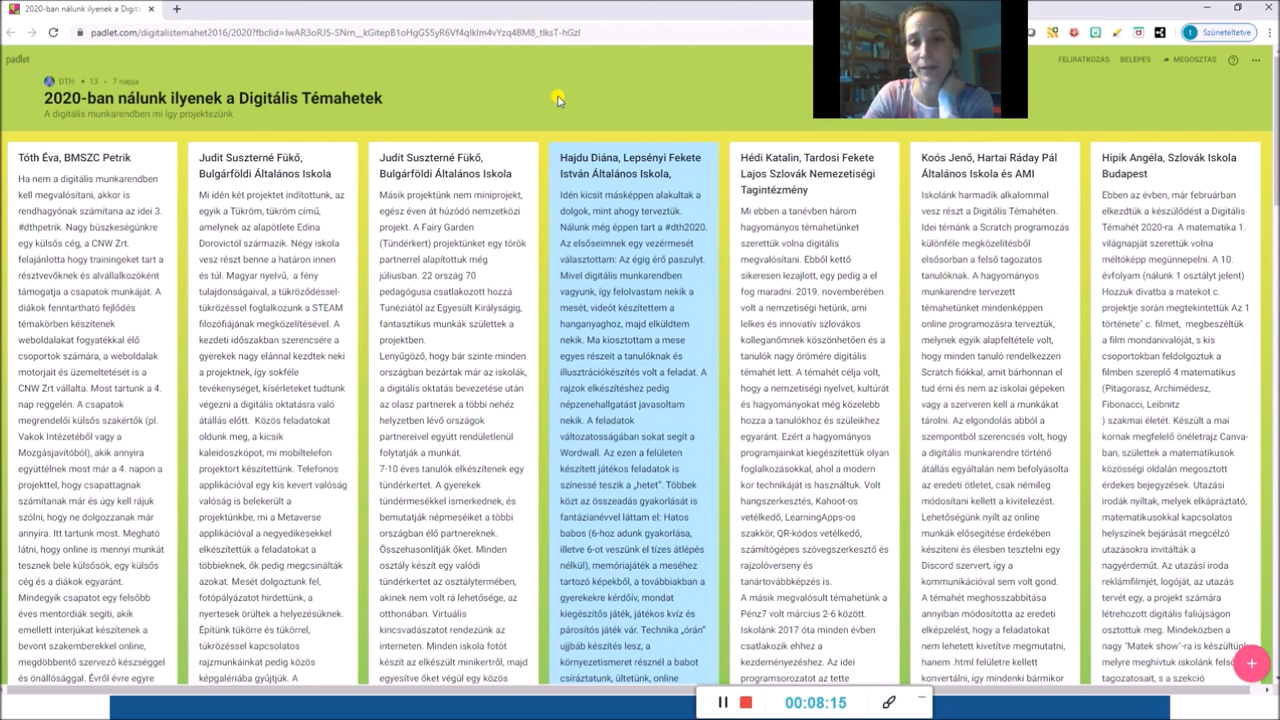 2020-ban nálunk ilyenek a Digitá
padlet.com/digitalistemahet2016/2020?fbclid=IwAR3oRJ5-SNrn__kGitepB1oHgGS5yR6Vf4qlklm4vYzq4BM8_tlksT-hGzI
Szüneteltetve
padlet
FELIRATKOZÁS
BELÉPÉS
MEGOSZTÁS
DTH • 13 • 7 napja
2020-ban nálunk ilyenek a Digitális Témahetek
A digitális munkarendben mi így projektezünk
Tóth Éva, BMSZC Petrik
Ha nem a digitális munkarendben
kell megvalósítani, akkor is
rendhagyónak számítana az idei 3.
#dthpetrik. Nagy büszkeségünkre
egy külsős cég, a CNW Zrt.
felajánlotta hogy trainingeket tart a
résztvevőknek és alvállalkozóként
támogatja a csapatok munkáját. A
diákok fenntartható fejlődés
témakörben készítenek
weboldalakat fogyatékkal élő
csoportok számára, a weboldalak
motorjait és üzemeltetését is a
CNW Zrt vállalta. Most tartunk a 4.
nap reggelén. A csapatok
megrendelői külsős szakértők (pl.
Vakok Intézetéből vagy a
Mozgásjavítóból), akik annyira
együttélnek most már a 4. napon a
projekttel, hogy csapattagnak
számítanak már és úgy kell rájuk
szólni, hogy ne dolgozzanak már
annyira. Itt tartunk most. Megható
látni, hogy online is mennyi munkát
tesznek bele külsősök, egy külsős
cég és a diákok egyaránt.
Mindegyik csapatot egy felsőbb
éves mentordiák segíti, akik
emellett interjúkat készítenek a
bevont szakemberekkel online,
megdöbbentő szervező készséggel
és önállósággal. Évről évre egyre
Judit Suszterné Fükő,
Bulgárföldi Általános Iskola
Mi idén két projektet indítottunk, az
egyik a Tükröm, tükröm című,
amelynek az alapötlete Edina
Dorovictól származik. Négy iskola
vesz részt benne a határon innen
és túl. Magyar nyelvű, a fény
tulajdonságaival, a tükröződéssel-
tükrözéssel foglalkozunk a STEAM
filozófiájának megközelítésével. A
kezdeti időszakban szerencsére a
gyerekek nagy elánnal kezdtek neki
a projektnek, így sokféle
tevékenységet, kísérleteket tudtunk
végezni a digitális oktatásra való
átállás előtt. Közös feladatokat
oldunk meg, a kicsik
kaleidoszkópot, mi mobiltelefon
projektort készítettünk. Telefonos
applikációval egy kis kevert valóság
valóság is belekerült a
projektünkbe, mi a Metaverse
applikációval a negyedikesekkel
elkészítettük a feladatokat a
többieknek, ők pedig megcsinálták
azokat. Mesét dolgoztunk fel,
fotópályázatot hirdettünk, a
nyertesek örültek a helyezésüknek.
Építünk tükörre és tükörrel,
tükrözéssel kapcsolatos
rajzmunkáinkat pedig közös
képgalériába gyűjtjük. A
Judit Suszterné Fükő,
Bulgárföldi Általános Iskola
Másik projektünk nem miniprojekt,
egész éven át húzódó nemzetközi
projekt. A Fairy Garden
(Tündérkert) projektünket egy török
partnerrel alapítottuk még
júliusban. 22 ország 70
pedagógusa csatlakozott hozzá
Tunéziától az Egyesült Királyságig,
fantasztikus munkák születtek a
projektben.
Lenyűgöző, hogy bár szinte minden
országban bezártak már az iskolák,
a digitális oktatás bevezetése után
az olasz partnerek a többi nehéz
helyzetben lévő országok
partnereivel együtt rendületlenül
folytatják a munkát.
7-10 éves tanulók elkészítenek egy
tündérkertet. A gyerekek
tündérmesékkel ismerkednek, és
bemutatják népmeséiket a többi
országban élő partnereknek.
Összehasonlítják őket. Minden
osztály készít egy valódi
tündérkertet az osztálytermében,
akinek nem volt rá lehetősége, az
otthonában. Virtuális
kincsvadászatot rendezünk az
interneten. Minden iskola fotót
készít az elkészült minikertről, majd
egyesítve őket végül egy közös
Hajdu Diána, Lepsényi Fekete
István Általános Iskola,
Idén kicsit másképpen alakultak a
dolgok, mint ahogy terveztük.
Nálunk még éppen tart a #dth2020.
Az elsőseimnek egy vezérmesét
választottam: Az égig érő paszulyt.
Mivel digitális munkarendben
vagyunk, így felolvastam nekik a
mesét, videót készítettem a
hanganyaghoz, majd elküldtem
nekik. Ma kiosztottam a mese
egyes részeit a tanulóknak és
illusztrációkészítés volt a feladat. A
rajzok elkészítéshez pedig
népzenehallgatást javasoltam
nekik. A feladatok
változatosságában sokat segít a
Wordwall. Az ezen a felületen
készített játékos feladatok is
színessé teszik a „hetet”. Többek
közt az összeadás gyakorlását is
fantázianévvel láttam el: Hatos
babos (6-hoz adunk gyakorlása,
illetve 6-ot veszünk el tízes átlépés
nélkül), memóriajáték a meséhez
tartozó képekből, a továbbiakban a
gyerekekre kérdőív, mondat
kiegészítős játék, játékos kvíz és
párosítós játék vár. Technika „órán”
ujjbáb készítés lesz, a
környezetismeret résznél a babot
csíráztatunk, ültetünk, online
Hédi Katalin, Tardosi Fekete
Lajos Szlovák Nemezetiségi
Tagintézmény
Mi ebben a tanévben három
hagyományos témahetünket
szerettük volna digitális
megvalósítani. Ebből kettő
sikeresen lezajlott, egy pedig a el
fog maradni. 2019. novemberében
volt a nemzetiségi hetünk, ami
lelkes és innovatív szlovákos
kolleganőmnek köszönhetően és a
tanulók nagy örömére digitális
témahét lett. A témahét célja volt,
hogy a nemzetiségi nyelvet, kultúrát
és hagyományokat még közelebb
hozza a tanulókhoz és szüleikhez
egyaránt. Ezért a hagyományos
programjainkat kiegészítettük olyan
foglalkozásokkal, ahol a modern
kor technikáját is használtuk. Volt
hangszerkesztés, Kahoot-os
vetélkedő, LearningApps-os
szakkör, QR-kódos vetélkedő,
számítógépes szövegszerkesztő és
rajzolóverseny és
tanártovábbképzés is.
A másik megvalósult témahetünk a
Pénz7 volt március 2-6 között.
Iskolánk 2017 óta minden évben
csatlakozik ehhez a
kezdeményezéshez. Az idei
programsorozatot az tette
Koós Jenő, Hartai Ráday Pál
Általános Iskola és AMI
Iskolánk harmadik alkalommal
vesz részt a Digitális Témahéten.
Idei témánk a Scratch programozás
különféle megközelítésből
elsősorban a felső tagozatos
tanulóknak. A hagyományos
munkarendre tervezett
témahetünket mindenképpen
online programozásra terveztük,
melynek egyik alapfeltétele volt,
hogy minden tanuló rendelkezzen
Scratch fiókkal, amit bárhonnan el
tud érni és nem az iskolai gépeken
vagy a szerveren kell a munkákat
tárolni. Az elgondolás abból a
szempontból szerencsés volt, hogy
a digitális munkarendre történő
átállás egyáltalán nem befolyásolta
az eredeti ötletet, csak némileg
módosítani kellett a kivitelezést.
Lehetőségünk nyílt az online
munkák elősegítése érdekében
készíteni és élesben tesztelni egy
Discord szervert, így a
kommunikációval sem volt gond.
A témahét meghosszabbítása
annyiban módosította az eredeti
elképzelést, hogy a feladatokat
nem lehetett kivetítve megmutatni,
hanem .html felületre kellett
konvertálni, így mindenki bármikor
Hipik Angéla, Szlovák Iskola
Budapest
Ebben az évben, már februárban
elkezdtük a készülődést a Digitális
Témahét 2020-ra. A matematika 1.
világnapját szerettük volna
méltóképp megünnepelni. A 10.
évfolyam (nálunk 1 osztályt jelent)
Hozzuk divatba a matekot c.
projektje során megtekintettük Az 1
története" c. filmet, megbeszéltük
a film mondanivalóját, s kis
csoportokban feldolgoztuk a
filmben szereplő 4 matematikus
(Pitagorasz, Archimédesz,
Fibonacci, Leibnitz
) szakmai életét. Készült a mai
kornak megfelelő önéletrajz Canva-
ban, születtek a matematikusok
közösségi oldalán megosztott
érdekes bejegyzések. Utazási
irodák nyíltak, melyek elkápráztató,
matematikusokkal kapcsolatos
helyszínek bejárását megcélzó
utazásokra invitálták a
nagyérdeműt. Az utazási iroda
reklámfilmjét, logóját, az utazás
tervét egy, a projekt számára
létrehozott digitális faliújságon
osztottuk meg. Mindeközben a
nagy "Matek show"-ra is készültünk
melyre meghívtuk iskolánk felső
tagozatosait, s a szekció
00:08:15